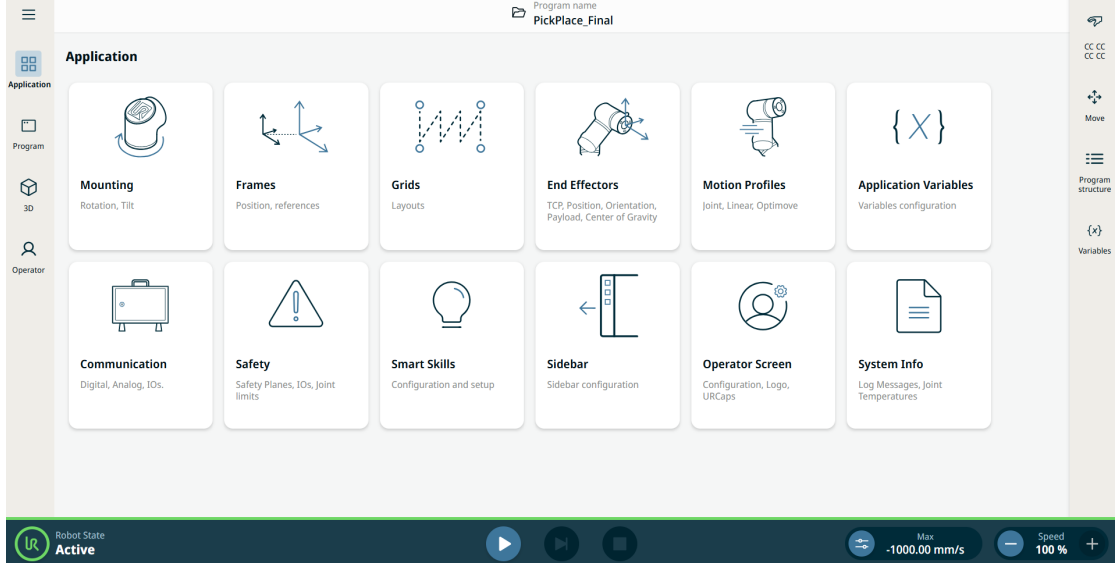 Program name
PickPlace_Final
Application
Program
3D
Operator
Application
Mounting
Rotation, Tilt
Frames
Position, references
Grids
Layouts
End Effectors
TCP, Position, Orientation,
Payload, Center of Gravity
Motion Profiles
Joint, Linear, Optimove
{X}
Application Variables
Variables configuration
Communication
Digital, Analog, IOs.
Safety
Safety Planes, IOs, Joint
limits
Smart Skills
Configuration and setup
Sidebar
Sidebar configuration
Operator Screen
Configuration, Logo,
URCaps
System Info
Log Messages, Joint
Temperatures
CC CC
CC CC
Move
Program
structure
{x}
Variables
UR
Robot State
Active
Max
-1000.00 mm/s
Speed
100 %